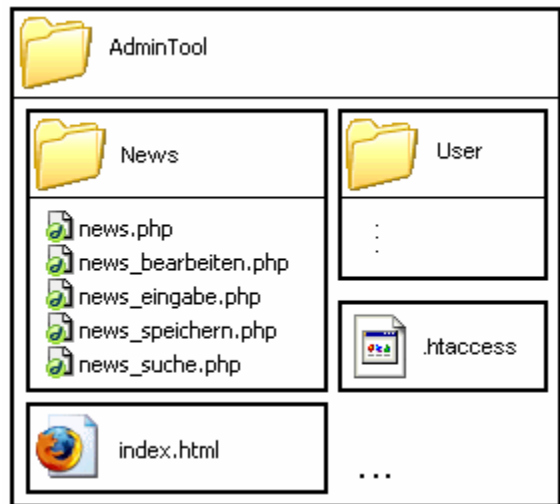 AdminTool
News
news.php
news_bearbeiten.php
news_eingabe.php
news_speichern.php
news_suche.php
User
:
.htaccess
index.html
...